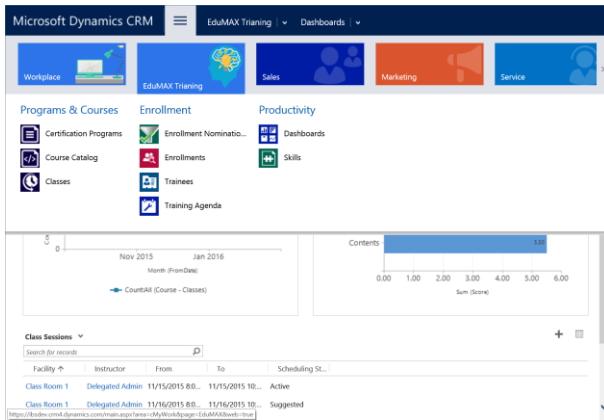 Microsoft Dynamics CRM
EduMAX Trianing
Dashboards
Workplace
EduMAX Trianing
Sales
Marketing
Service
Programs & Courses
Enrollment
Productivity
Certification Programs
Enrollment Nominatio...
Dashboards
Course Catalog
Enrollments
Skills
Classes
Trainees
Training Agenda
0
Nov 2015
Jan 2016
Month (FromDate)
CountAll (Course - Classes)
Contents
0.00 1.00 2.00 3.00 4.00 5.00 6.00
Sum (Score)
Class Sessions
Search for records
Facility Instructor From To Scheduling St...
Class Room 1 Delegated Admin 11/15/2015 8:0... 11/15/2015 10:... Active
Class Room 1 Delegated Admin 11/16/2015 8:0... 11/16/2015 10:... Suggested
https://ibsdev.crm4.dynamics.com/main.aspx?area=cMyWork&page=EduMAX&web=true